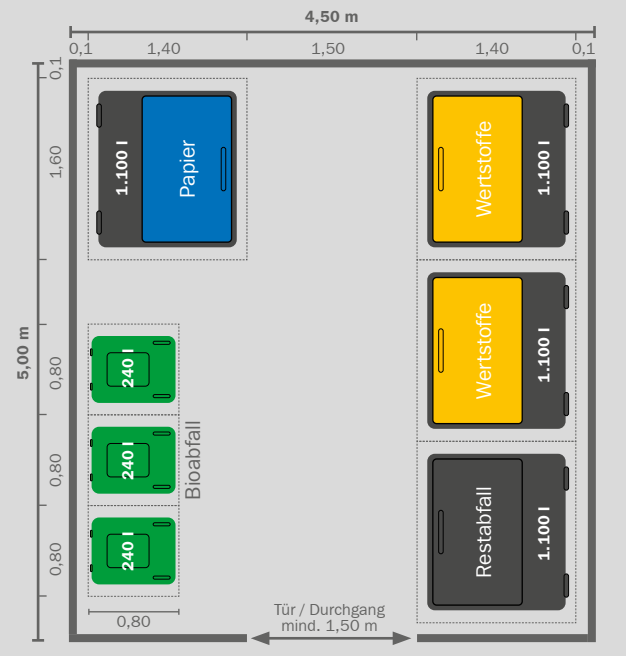 4,50 m
0,1 1,40 1,50 1,40 0,1
0,1
1,60
5,00 m
0,80
0,80
0,80
1.100 l Papier
Wertstoffe 1.100 l
Wertstoffe 1.100 l
Restabfall 1.100 l
240 l
240 l
240 l
Bioabfall
0,80
Tür / Durchgang
mind. 1,50 m